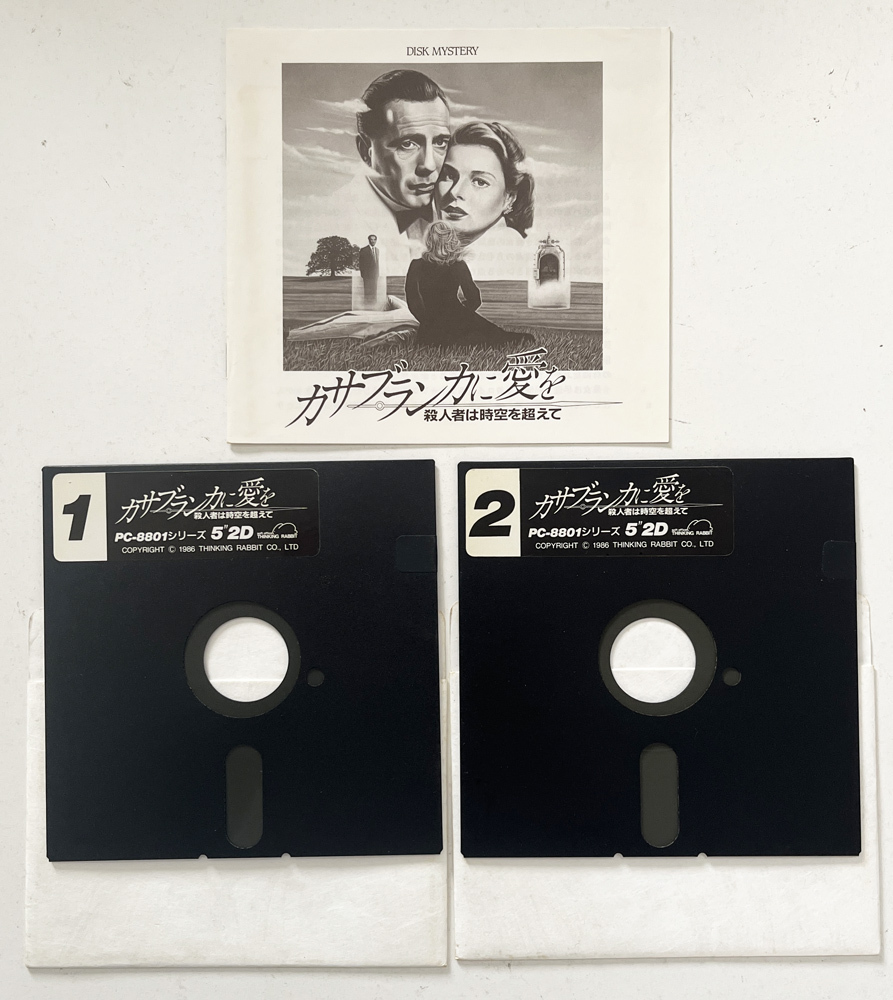 DISK MYSTERY
カサブランカに愛を
殺人者は時空を超えて
1
カサブランカに愛を
殺人者は時空を超えて
PC-8801シリーズ 5"2D THINKING RABBIT
COPYRIGHT © 1986 THINKING RABBIT CO., LTD
2
カサブランカに愛を
殺人者は時空を超えて
PC-8801シリーズ 5"2D THINKING RABBIT
COPYRIGHT © 1986 THINKING RABBIT CO., LTD